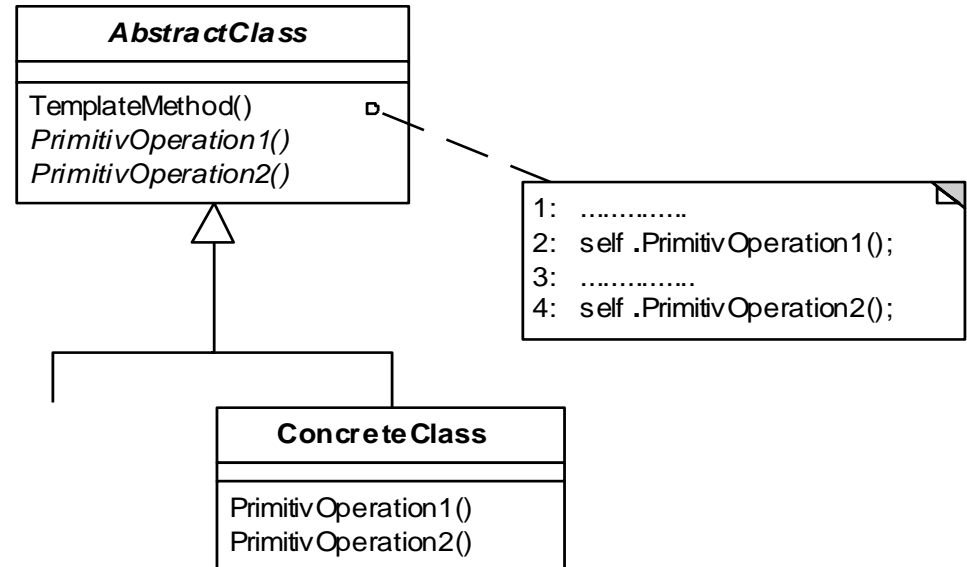 AbstractClass
TemplateMethod()
PrimitivOperation1()
PrimitivOperation2()
1: ..............
2: self .PrimitivOperation1();
3: ...............
4: self .PrimitivOperation2();
ConcreteClass
PrimitivOperation1()
PrimitivOperation2()